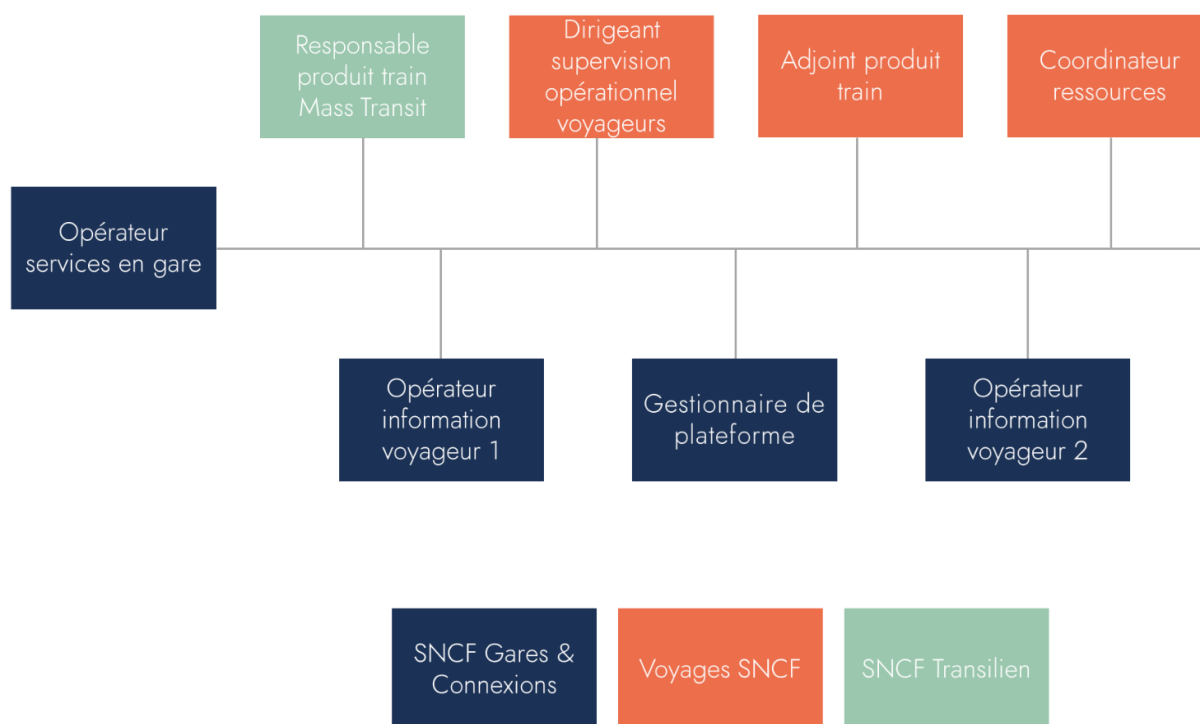 Responsable
produit train
Mass Transit
Dirigeant
supervision
opérationnel
voyageurs
Adjoint produit
train
Coordinateur
ressources
Opérateur
services en gare
Opérateur
information
voyageur 1
Gestionnaire de
plateforme
Opérateur
information
voyageur 2
SNCF Gares &
Connexions
Voyages SNCF
SNCF Transilien